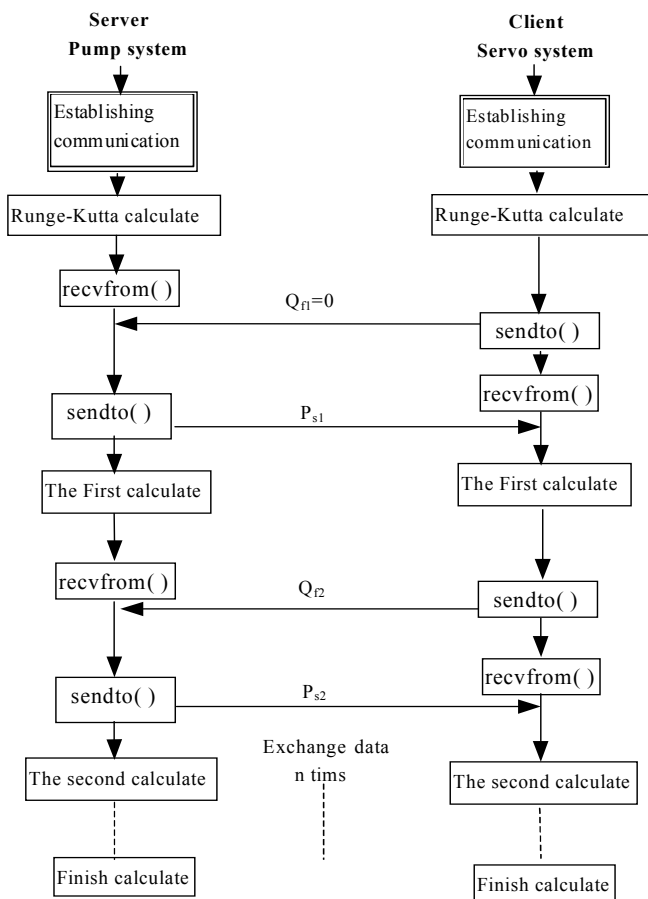 Server
Pump system
Client
Servo system
Establishing
communication
Establishing
communication
Runge-Kutta calculate
Runge-Kutta calculate
recvfrom( )
Qf1=0
sendto( )
recvfrom( )
sendto( )
Ps1
The First calculate
The First calculate
recvfrom( )
Qf2
sendto( )
recvfrom( )
sendto( )
Ps2
Exchange data
n tims
The second calculate
The second calculate
Finish calculate
Finish calculate